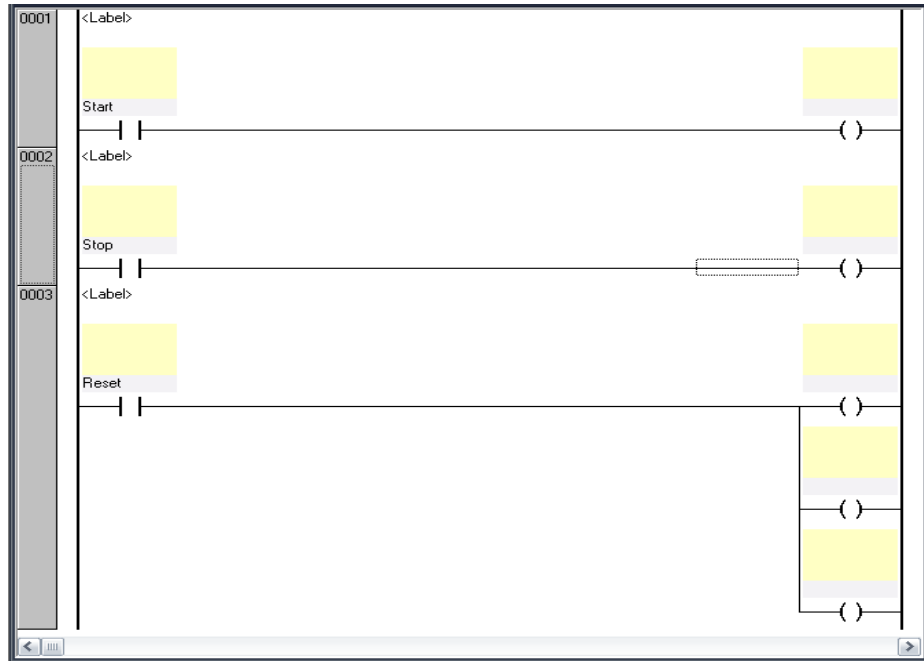 0001
<Label>
Start
0002
<Label>
Stop
0003
<Label>
Reset